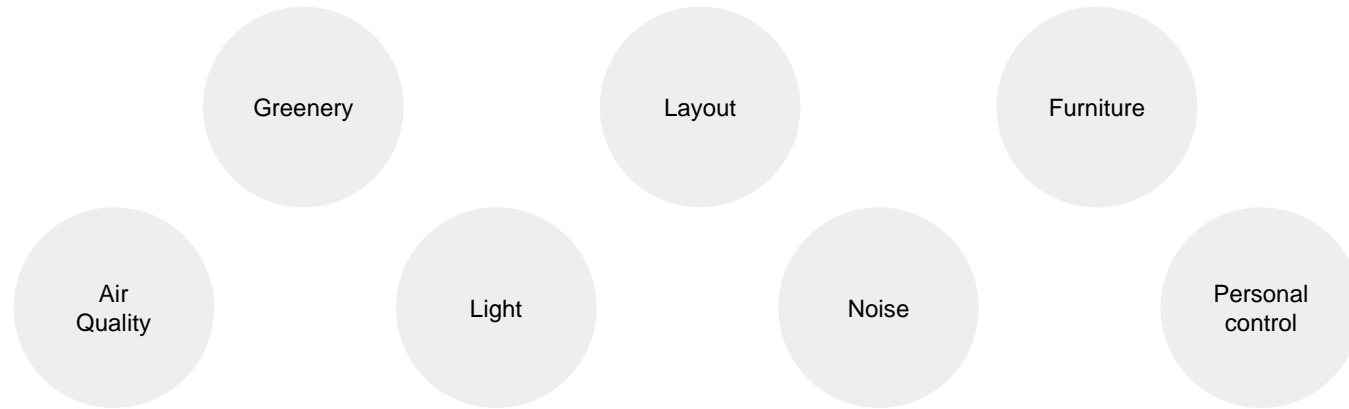 Greenery
Layout
Furniture
Air
Quality
Light
Noise
Personal
control